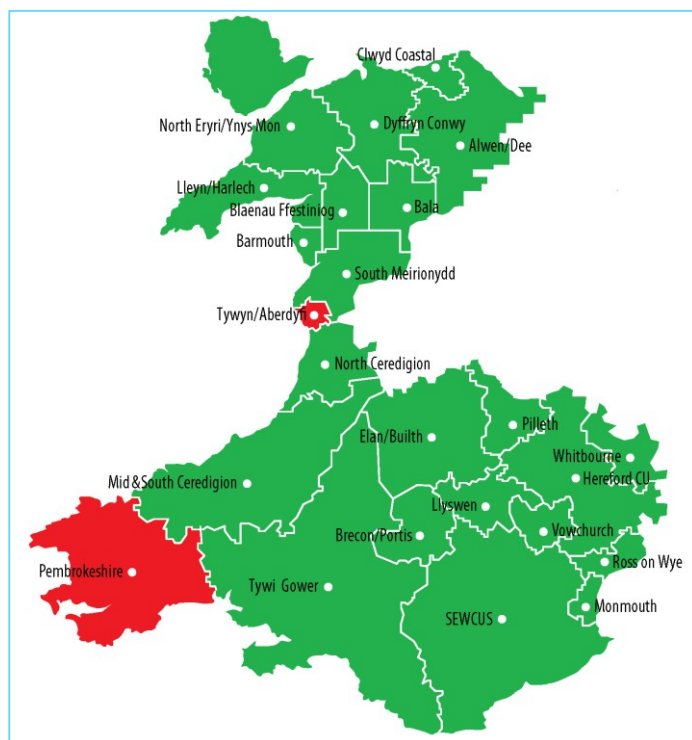 Clwyd Coastal
North Eryri/Ynys Mon
Dyffryn Conwy
Alwen/Dee
Lleyn/Harlech
Blaenau Ffestiniog
Bala
Barmouth
South Meirionydd
Tywyn/Aberdyfi
North Ceredigion
Pilleth
Elan/Builth
Whitbourne
Hereford CU
Mid &South Ceredigion
Llyswen
Brecon/Portis
Vowchurch
Ross on Wye
Pembrokeshire
Tywi Gower
Monmouth
SEWCUS